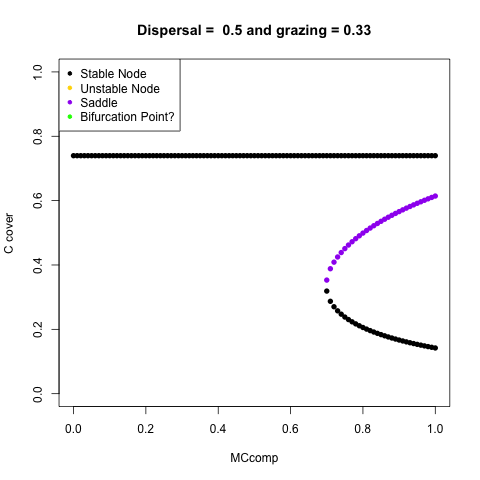 Dispersal =  0.5 and grazing = 0.33
Stable Node
Unstable Node
Saddle
Bifurcation Point?
C cover
1.0
0.8
0.6
0.4
0.2
0.0
0.0 0.2 0.4 0.6 0.8 1.0
MCcomp